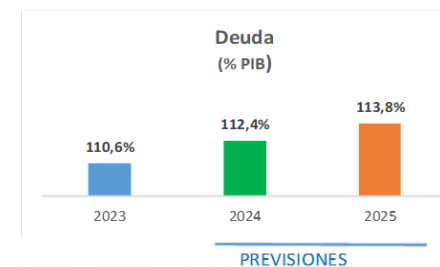 Deuda
(% PIB)
113,8%
112,4%
110,6%
2023 2024 2025
PREVISIONES